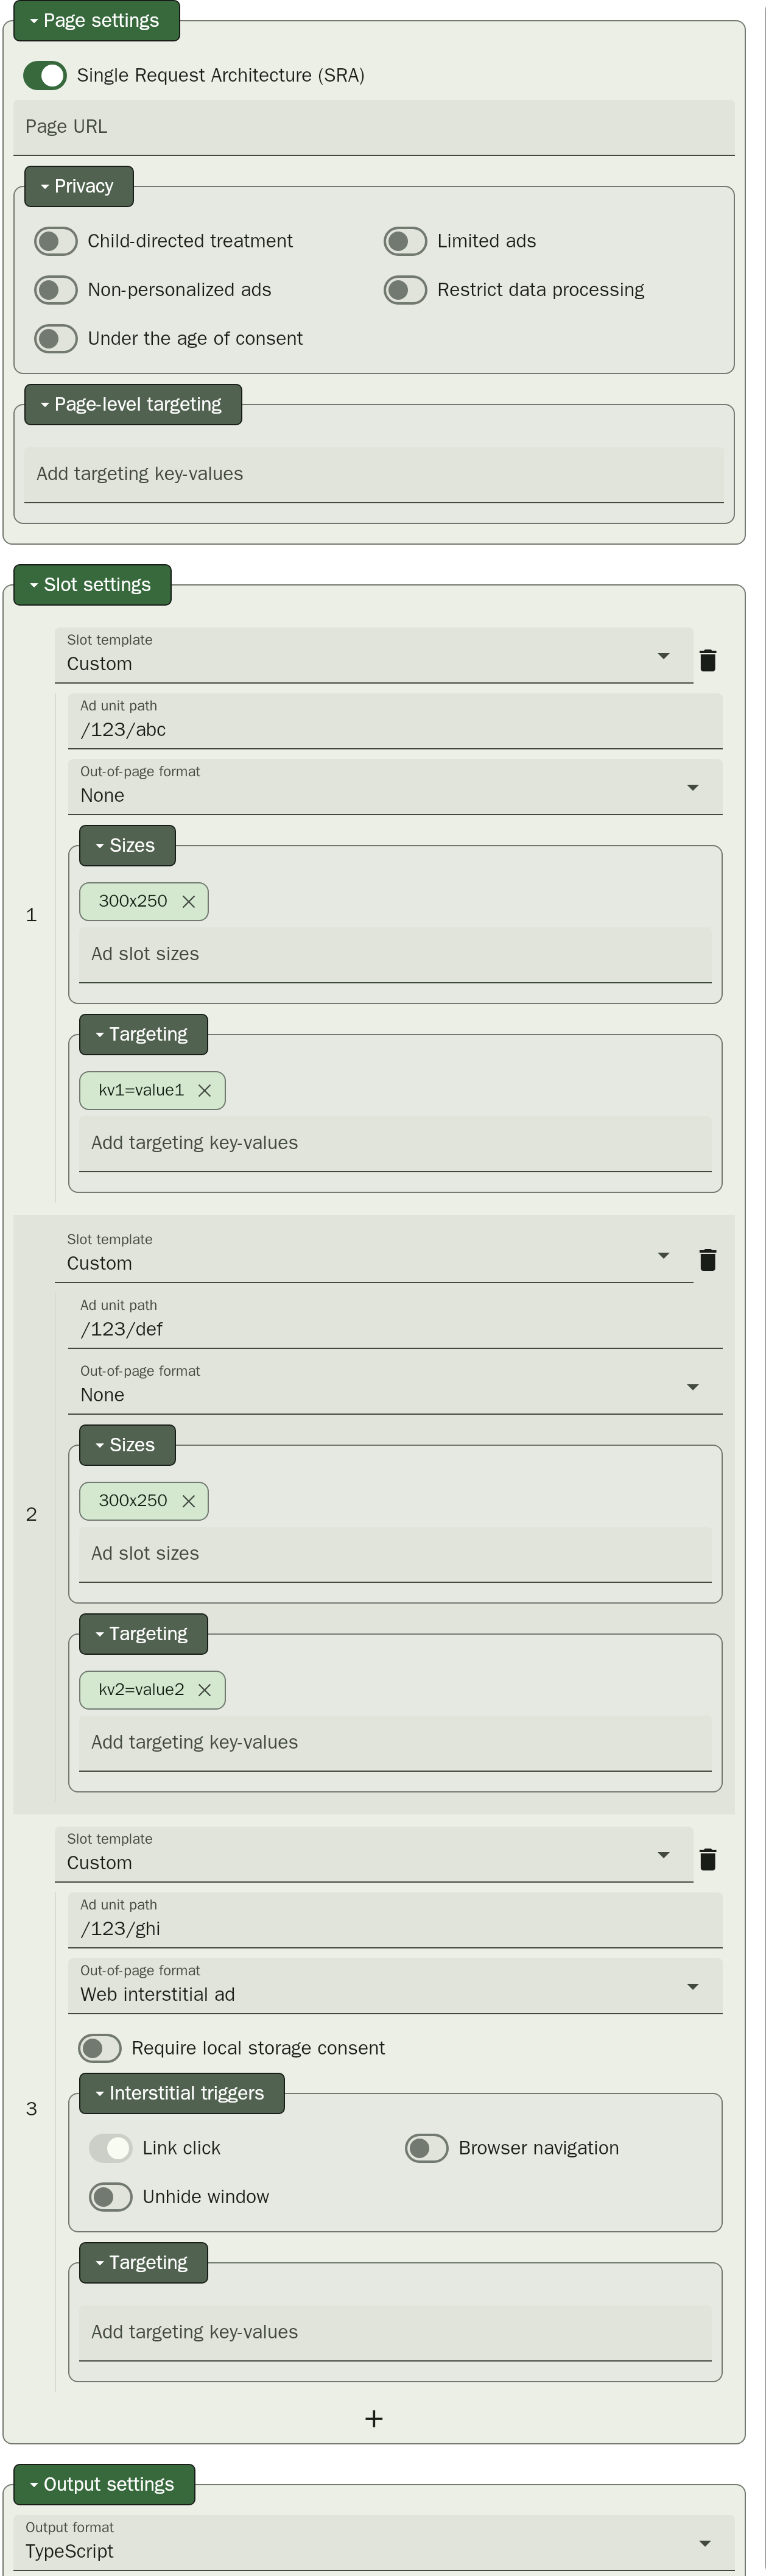 Page settings
Single Request Architecture (SRA)
Page URL
Privacy
Child-directed treatment Limited ads
Non-personalized ads Restrict data processing
Under the age of consent
Page-level targeting
Add targeting key-values
Slot settings
Slot template
Custom
Ad unit path
/123/abc
Out-of-page format
None
Sizes
300x250
1
Ad slot sizes
Targeting
kv1=value1
Add targeting key-values
Slot template
Custom
Ad unit path
/123/def
Out-of-page format
None
Sizes
300x250
2
Ad slot sizes
Targeting
kv2=value2
Add targeting key-values
Slot template
Custom
Ad unit path
/123/ghi
Out-of-page format
Web interstitial ad
Require local storage consent
Interstitial triggers
3
Link click Browser navigation
Unhide window
Targeting
Add targeting key-values
+
Output settings
Output format
TypeScript